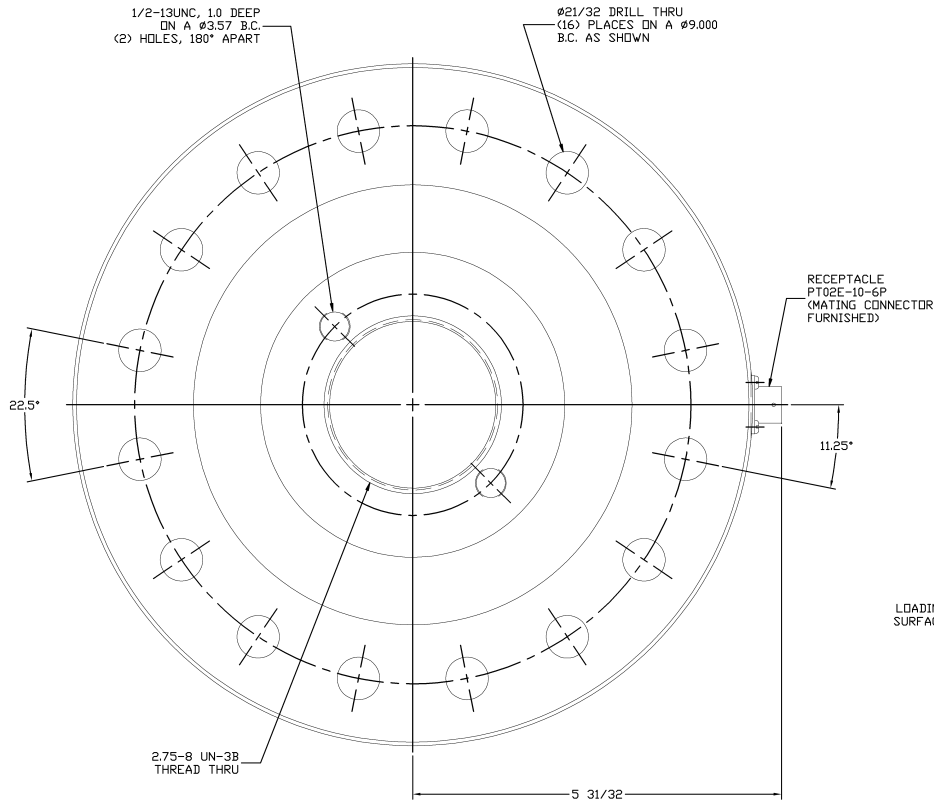 1/2-13UNC, 1.0 DEEP
ON A Ø3.57 B.C.
(2) HOLES, 180° APART
Ø21/32 DRILL THRU
(16) PLACES ON A Ø9.000
B.C. AS SHOWN
RECEPTACLE
PT02E-10-6P
(MATING CONNECTOR
FURNISHED)
22.5°
11.25°
LOADIN
SURFAC
2.75-8 UN-3B
THREAD THRU
5 31/32